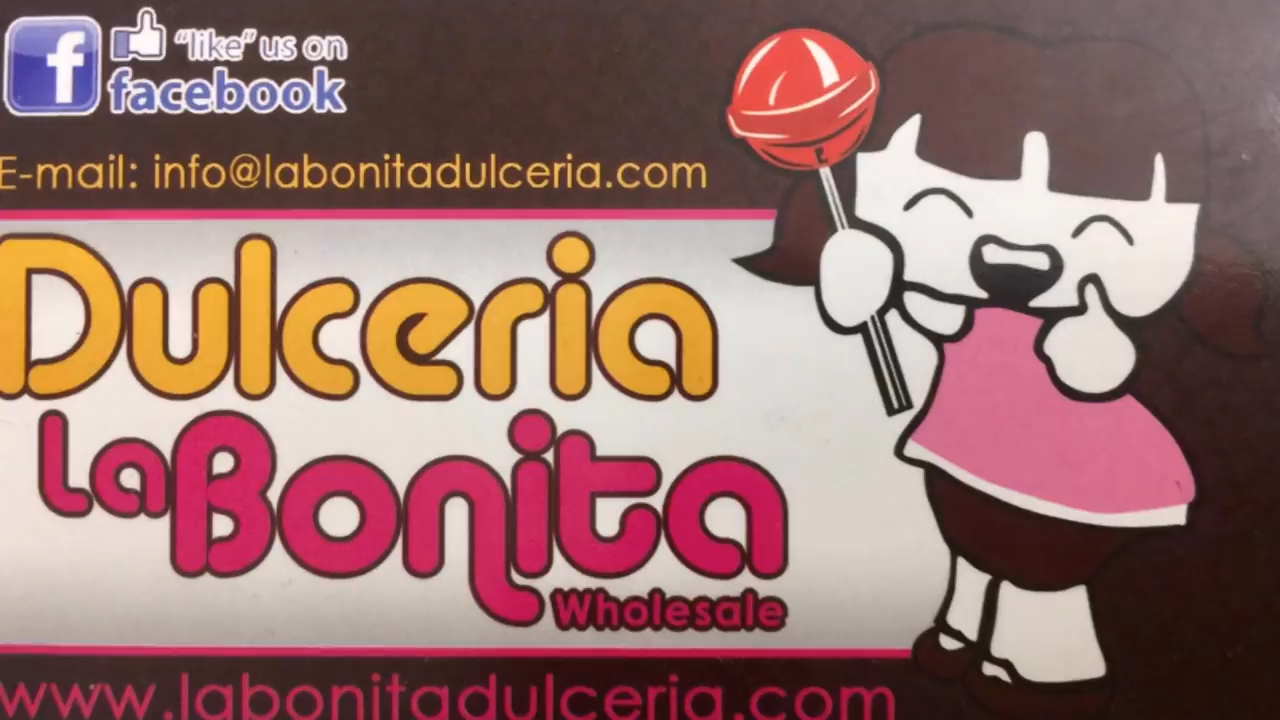 f "like" us on
facebook
E-mail: info@labonitadulceria.com
Dulceria
La Bonita
Wholesale
www.labonitadulceria.com